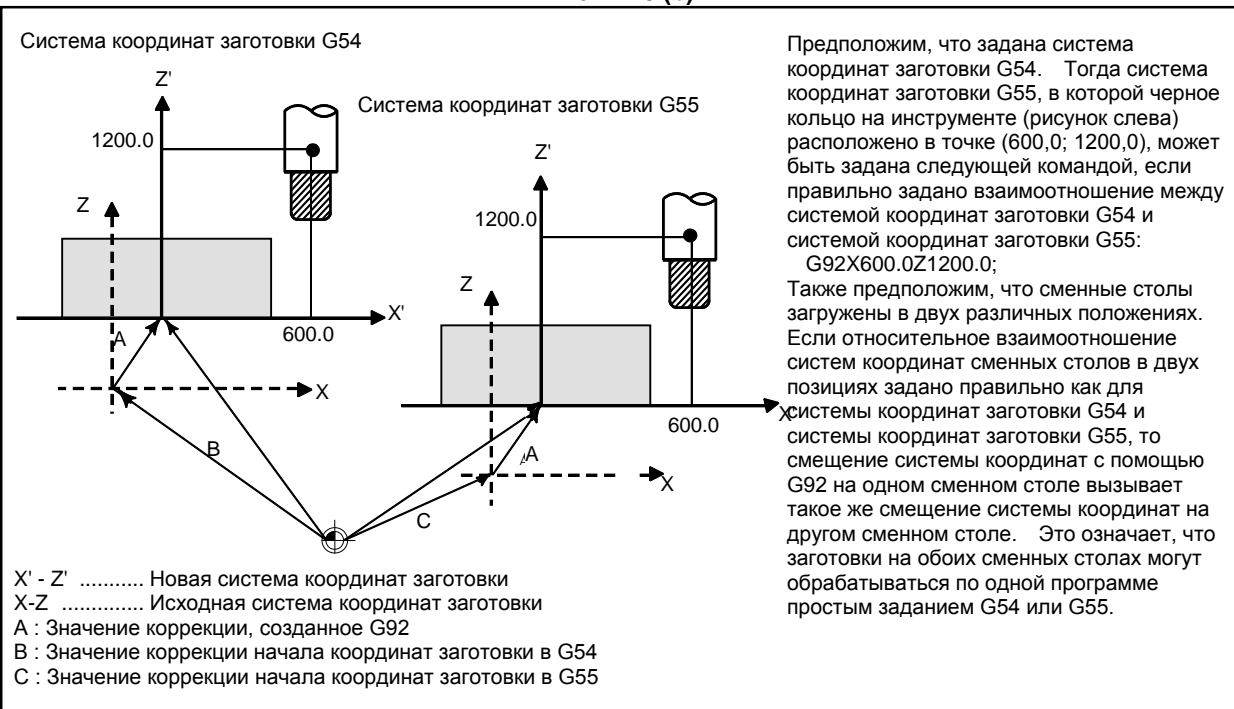 Система координат заготовки G54
Z'
1200.0
Z
X'
600.0
A
X
B
Система координат заготовки G55
Z'
1200.0
Z
X'
600.0
A
X
C
X' - Z' ........... Новая система координат заготовки
X-Z .............. Исходная система координат заготовки
A : Значение коррекции, созданное G92
B : Значение коррекции начала координат заготовки в G54
C : Значение коррекции начала координат заготовки в G55
Предположим, что задана система
координат заготовки G54. Тогда система
координат заготовки G55, в которой черное
кольцо на инструменте (рисунок слева)
расположено в точке (600,0; 1200,0), может
быть задана следующей командой, если
правильно задано взаимоотношение между
системой координат заготовки G54 и
системой координат заготовки G55:
G92X600.0Z1200.0;
Также предположим, что сменные столы
загружены в двух различных положениях.
Если относительное взаимоотношение
систем координат сменных столов в двух
позициях задано правильно как для
системы координат заготовки G54 и
системы координат заготовки G55, то
смещение системы координат с помощью
G92 на одном сменном столе вызывает
такое же смещение системы координат на
другом сменном столе. Это означает, что
заготовки на обоих сменных столах могут
обрабатываться по одной программе
простым заданием G54 или G55.